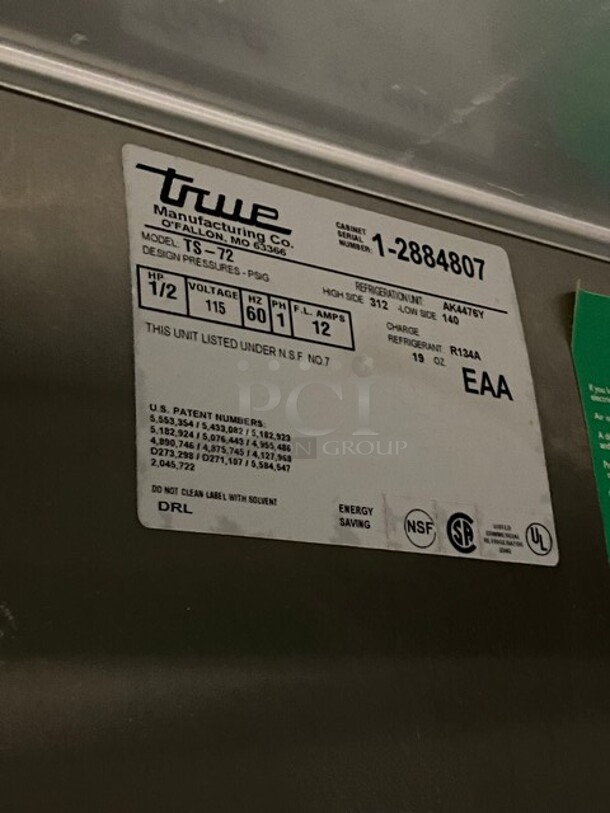 true
Manufacturing Co.
O'FALLON, MO 63366
CABINET
SERIAL
NUMBER: 1-2884807
MODEL: TS-72
DESIGN PRESSURES - PSIG
REFRIGERATION UNIT: AK4476Y
HIGH SIDE 312 -LOW SIDE 140
HP VOLTAGE HZ PH F.L. AMPS
1/2 115 60 1 12
CHARGE
REFRIGERANT: R134A
19 OZ
THIS UNIT LISTED UNDER N.S.F. NO.7
EAA
U.S. PATENT NUMBERS:
5,553,354 / 5,433,082 / 5,182,923
5,182,924 / 5,076,443 / 4,955,486
4,890,746 / 4,875,745 / 4,127,968
D273,298 / D271,107 / 5,584,547
2,045,722
PCI
GROUP
DO NOT CLEAN LABEL WITH SOLVENT
DRL
ENERGY
SAVING
NSF
SA
UL